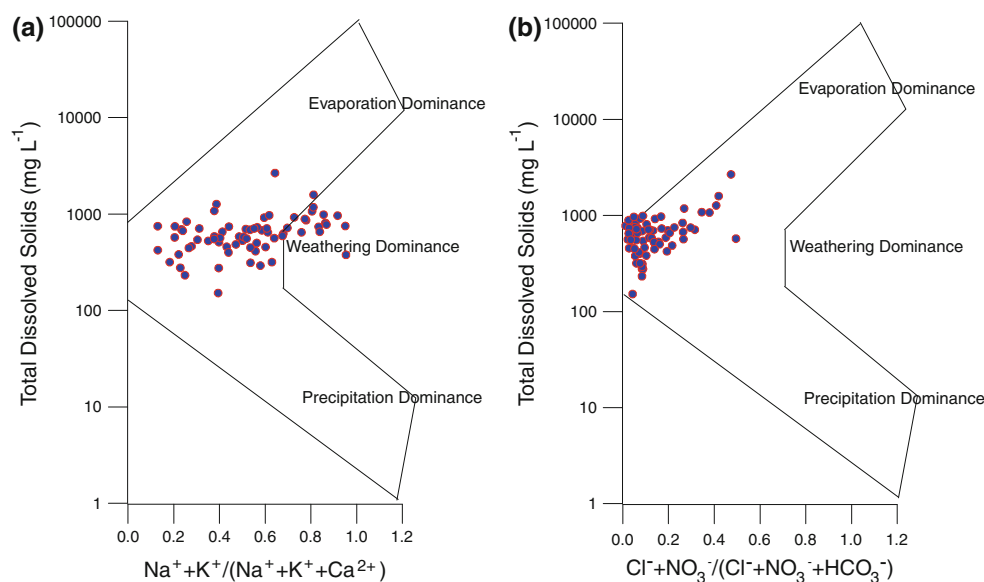 (a)
Total Dissolved Solids (mg L⁻¹)
100000
10000
1000
100
10
1
0.0 0.2 0.4 0.6 0.8 1.0 1.2
Na⁺+K⁺/(Na⁺+K⁺+Ca²⁺)
Evaporation Dominance
Weathering Dominance
Precipitation Dominance
(b)
Total Dissolved Solids (mg L⁻¹)
100000
10000
1000
100
10
1
0.0 0.2 0.4 0.6 0.8 1.0 1.2
Cl⁻+NO₃⁻/(Cl⁻+NO₃⁻+HCO₃⁻)
Evaporation Dominance
Weathering Dominance
Precipitation Dominance